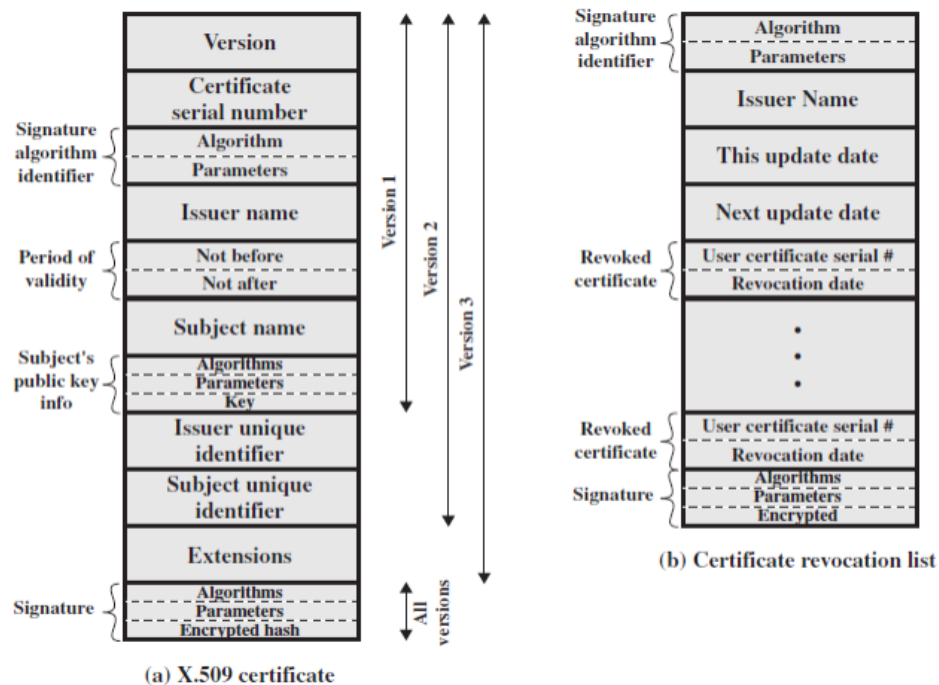 Version
Certificate
serial number
Signature
algorithm
identifier
Algorithm
Parameters
Issuer name
Period of
validity
Not before
Not after
Subject name
Subject's
public key
info
Algorithms
Parameters
Key
Issuer unique
identifier
Subject unique
identifier
Extensions
Signature
Algorithms
Parameters
Encrypted hash
Version 1
Version 2
Version 3
All
versions
(a) X.509 certificate
Signature
algorithm
identifier
Algorithm
Parameters
Issuer Name
This update date
Next update date
Revoked
certificate
User certificate serial #
Revocation date
•
•
•
Revoked
certificate
User certificate serial #
Revocation date
Signature
Algorithms
Parameters
Encrypted
(b) Certificate revocation list